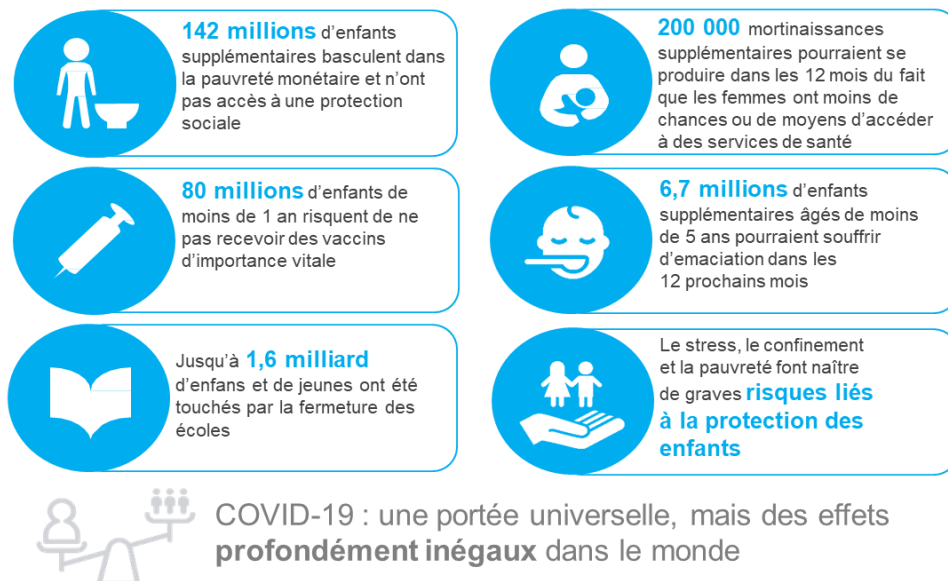 142 millions d'enfants
supplémentaires basculent dans
la pauvreté monétaire et n'ont
pas accès à une protection
sociale
200 000 mortinaissances
supplémentaires pourraient se
produire dans les 12 mois du fait
que les femmes ont moins de
chances ou de moyens d'accéder
à des services de santé
80 millions d'enfants de
moins de 1 an risquent de ne
pas recevoir des vaccins
d'importance vitale
6,7 millions d'enfants
supplémentaires âgés de moins
de 5 ans pourraient souffrir
d'emaciation dans les
12 prochains mois
Jusqu'à 1,6 milliard
d'enfans et de jeunes ont été
touchés par la fermeture des
écoles
Le stress, le confinement
et la pauvreté font naître
de graves risques liés
à la protection des
enfants
COVID-19 : une portée universelle, mais des effets
profondément inégaux dans le monde